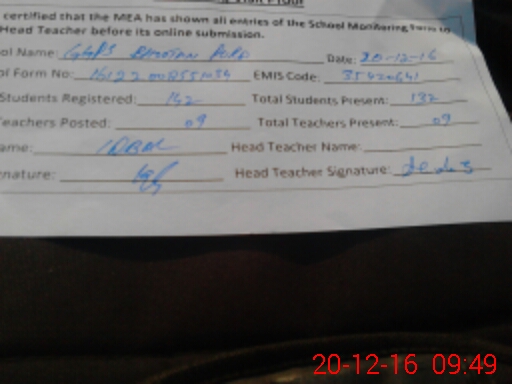 certified that the MEA has shown all entries of the School Monitoring Form to
Head Teacher before its online submission.
ol Name: GGPS Date: 20-12-16
ol Form No: EMIS Code:
Students Registered: 142 Total Students Present: 132
Teachers Posted: 09 Total Teachers Present: 09
ame: Head Teacher Name:
nature: Head Teacher Signature:
20-12-16 09:49